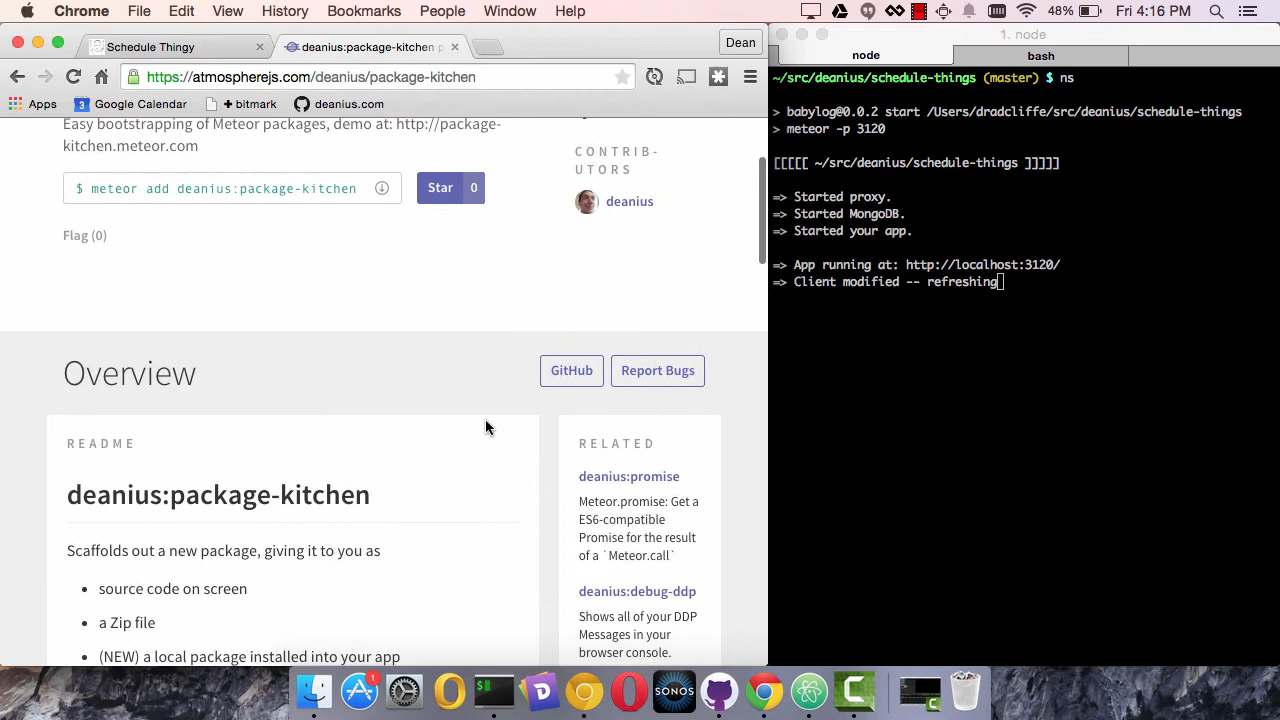 Chrome File Edit View History Bookmarks People Window Help 48% Fri 4:16 PM
Schedule Thingy
deanius:package-kitchen p
Dean
https://atmospherejs.com/deanius/package-kitchen
Apps
3 Google Calendar
+ bitmark
deanius.com
Easy bootstrapping of Meteor packages, demo at: http://package-
kitchen.meteor.com
$ meteor add deanius:package-kitchen
Star 0
Flag (0)
CONTRIB-
UTORS
deanius
Overview
GitHub
Report Bugs
README
deanius:package-kitchen
Scaffolds out a new package, giving it to you as
• source code on screen
• a Zip file
• (NEW) a local package installed into your app
RELATED
deanius:promise
Meteor.promise: Get a
ES6-compatible
Promise for the result
of a `Meteor.call`
deanius:debug-ddp
Shows all of your DDP
Messages in your
browser console.
1. node
node
bash
~/src/deanius/schedule-things (master) $ ns
> babylog@0.0.2 start /Users/dradcliffe/src/deanius/schedule-things
> meteor -p 3120
[[[[[ ~/src/deanius/schedule-things ]]]]]
=> Started proxy.
=> Started MongoDB.
=> Started your app.
=> App running at: http://localhost:3120/
=> Client modified -- refreshing
1
$
SONOS